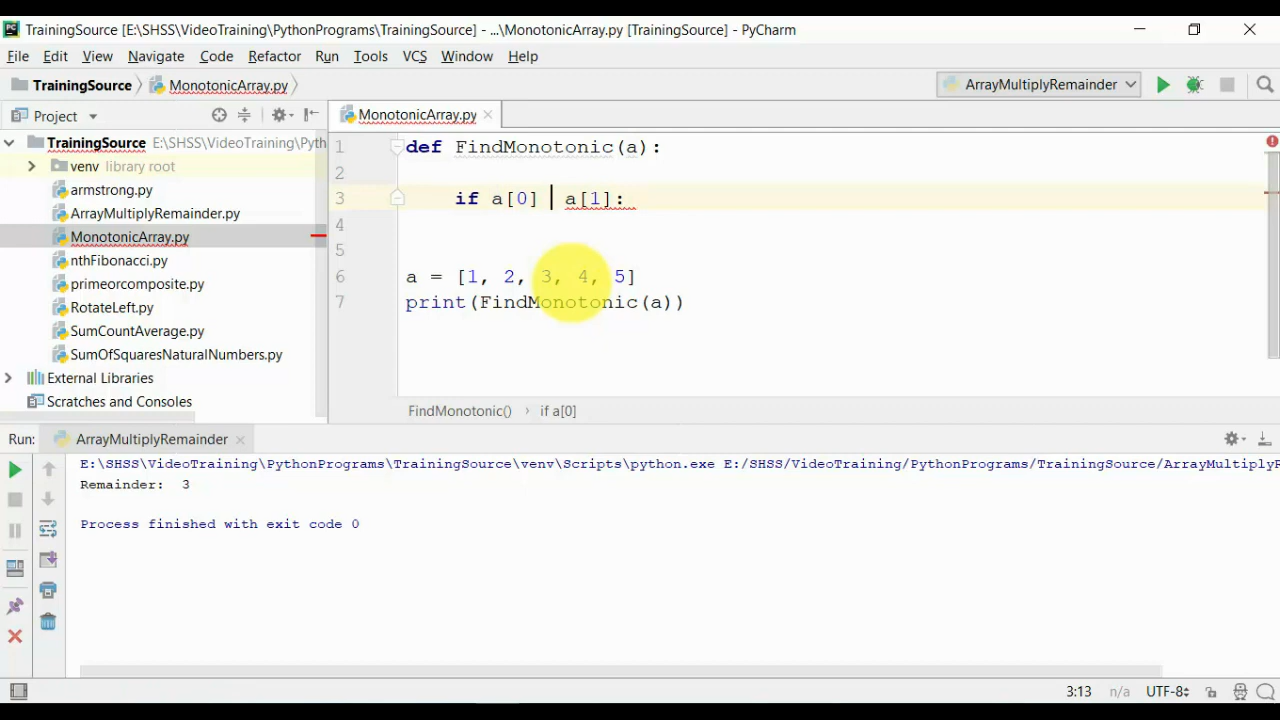 TrainingSource [E:\SHSS\VideoTraining\PythonPrograms\TrainingSource] - ...\MonotonicArray.py [TrainingSource] - PyCharm
File Edit View Navigate Code Refactor Run Tools VCS Window Help
TrainingSource MonotonicArray.py ArrayMultiplyRemainder
Project
MonotonicArray.py
TrainingSource E:\SHSS\VideoTraining\Pyth
venv library root
armstrong.py
ArrayMultiplyRemainder.py
MonotonicArray.py
nthFibonacci.py
primeorcomposite.py
RotateLeft.py
SumCountAverage.py
SumOfSquaresNaturalNumbers.py
External Libraries
Scratches and Consoles
1 def FindMonotonic(a):
2
3 if a[0] a[1]:
4
5
6 a = [1, 2, 3, 4, 5]
7 print(FindMonotonic(a))
FindMonotonic() › if a[0]
Run: ArrayMultiplyRemainder
E:\SHSS\VideoTraining\PythonPrograms\TrainingSource\venv\Scripts\python.exe E:/SHSS/VideoTraining/PythonPrograms/TrainingSource/ArrayMultiplyR
Remainder: 3
Process finished with exit code 0
3:13 n/a UTF-8